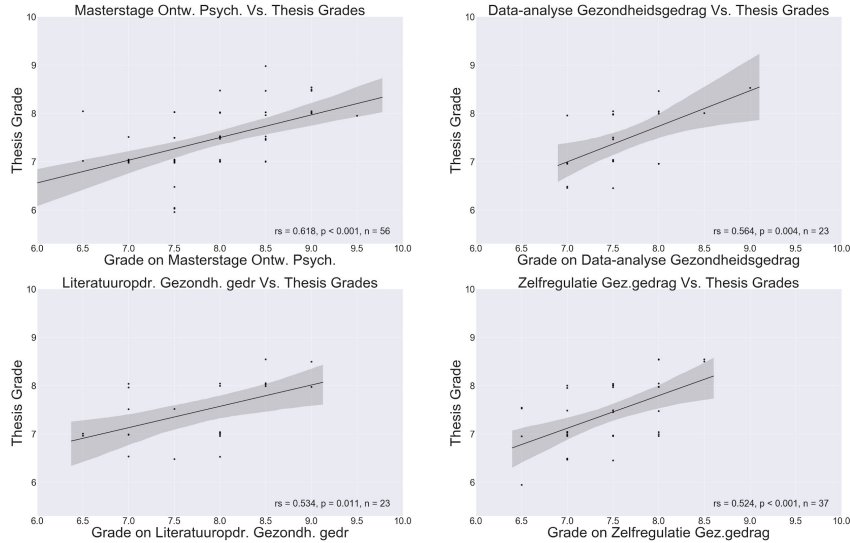 Masterstage Ontw. Psych. Vs. Thesis Grades
10
9
8
7
6
Thesis Grade
rs = 0.618, p < 0.001, n = 56
6.0 6.5 7.0 7.5 8.0 8.5 9.0 9.5 10.0
Grade on Masterstage Ontw. Psych.
Data-analyse Gezondheidsgedrag Vs. Thesis Grades
10
9
8
7
6
Thesis Grade
rs = 0.564, p = 0.004, n = 23
6.0 6.5 7.0 7.5 8.0 8.5 9.0 9.5 10.0
Grade on Data-analyse Gezondheidsgedrag
Literatuuropdr. Gezondh. gedr Vs. Thesis Grades
10
9
8
7
6
Thesis Grade
rs = 0.534, p = 0.011, n = 23
6.0 6.5 7.0 7.5 8.0 8.5 9.0 9.5 10.0
Grade on Literatuuropdr. Gezondh. gedr
Zelfregulatie Gez.gedrag Vs. Thesis Grades
10
9
8
7
6
Thesis Grade
rs = 0.524, p < 0.001, n = 37
6.0 6.5 7.0 7.5 8.0 8.5 9.0 9.5 10.0
Grade on Zelfregulatie Gez.gedrag